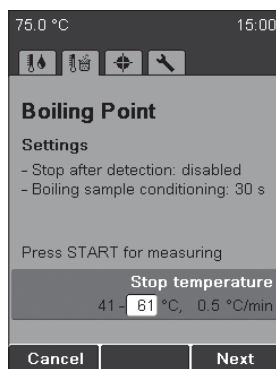 75.0 °C 15:00
Boiling Point
Settings
- Stop after detection: disabled
- Boiling sample conditioning: 30 s
Press START for measuring
Stop temperature
41 - 61 °C, 0.5 °C/min
Cancel Next